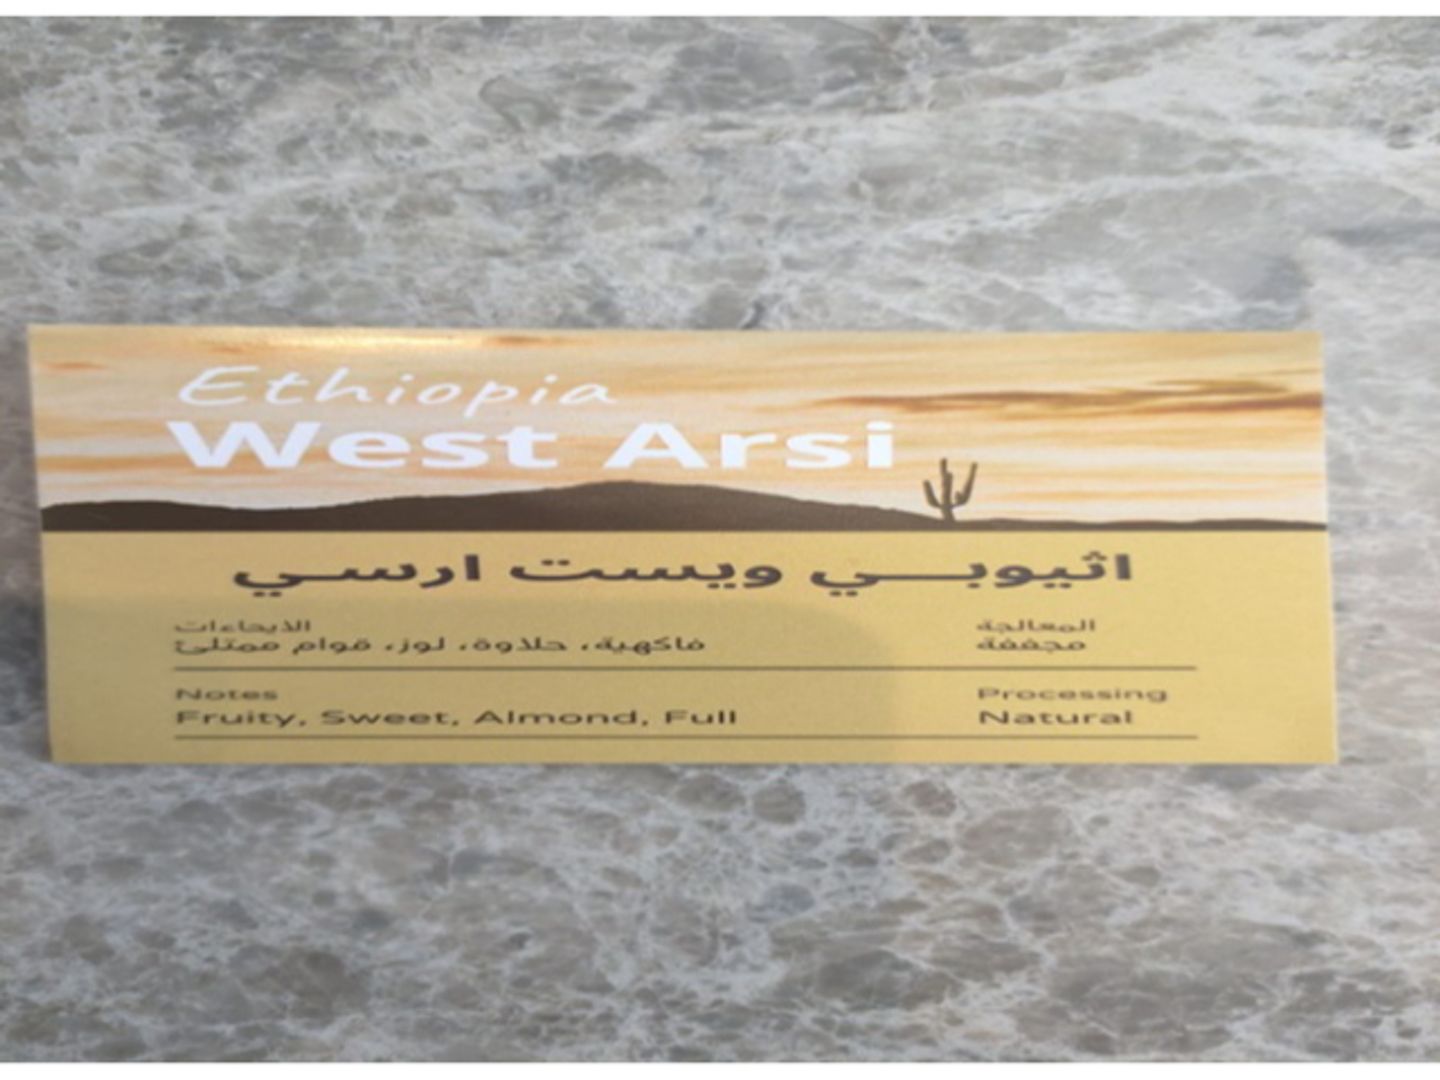 Ethiopia
West Arsi
اثيوبي ويست ارسي
المعالجة
مجففة
الايحاءات
فاكهية، حلاوة، لوز، قوام ممتلئ
Notes
Fruity, Sweet, Almond, Full
Processing
Natural